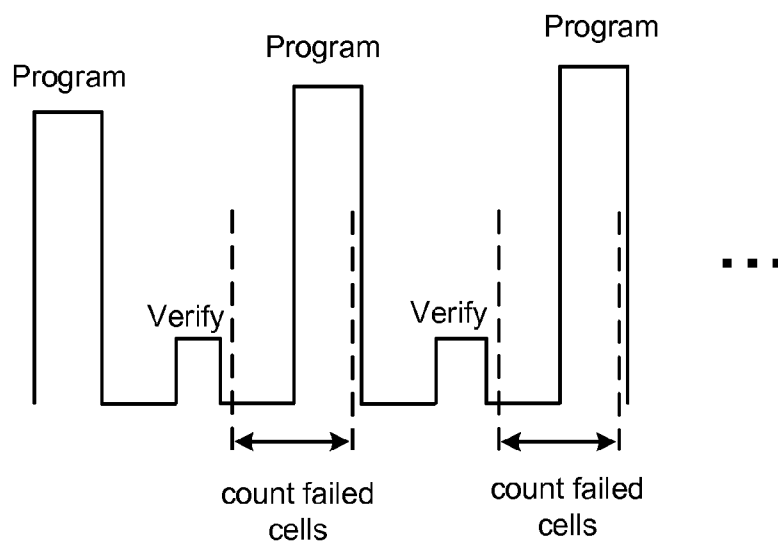 Program
Program
Program
Verify
Verify
...
count failed
cells
count failed
cells